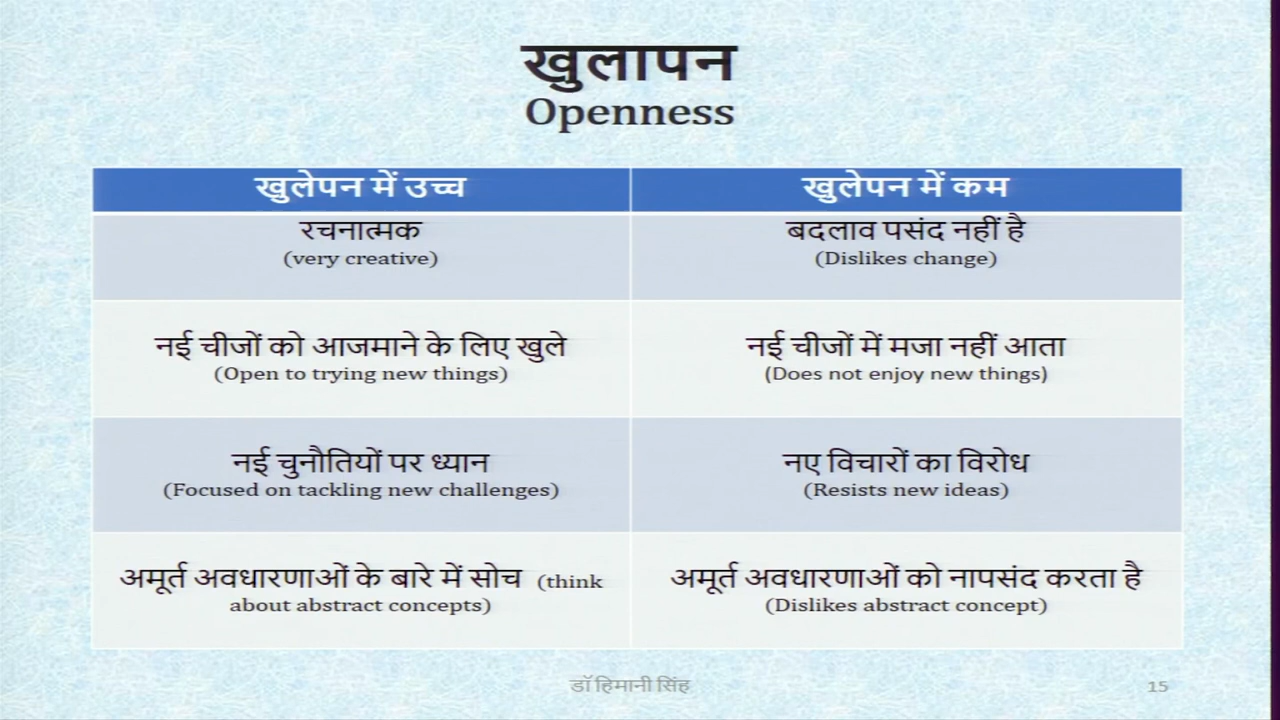 खुलापन
Openness
खुलेपन में उच्च
खुलेपन में कम
रचनात्मक
(very creative)
बदलाव पसंद नहीं है
(Dislikes change)
नई चीजों को आजमाने के लिए खुले
(Open to trying new things)
नई चीजों में मजा नहीं आता
(Does not enjoy new things)
नई चुनौतियों पर ध्यान
(Focused on tackling new challenges)
नए विचारों का विरोध
(Resists new ideas)
अमूर्त अवधारणाओं के बारे में सोच (think
about abstract concepts)
अमूर्त अवधारणाओं को नापसंद करता है
(Dislikes abstract concept)
डॉ हिमानी सिंह
15